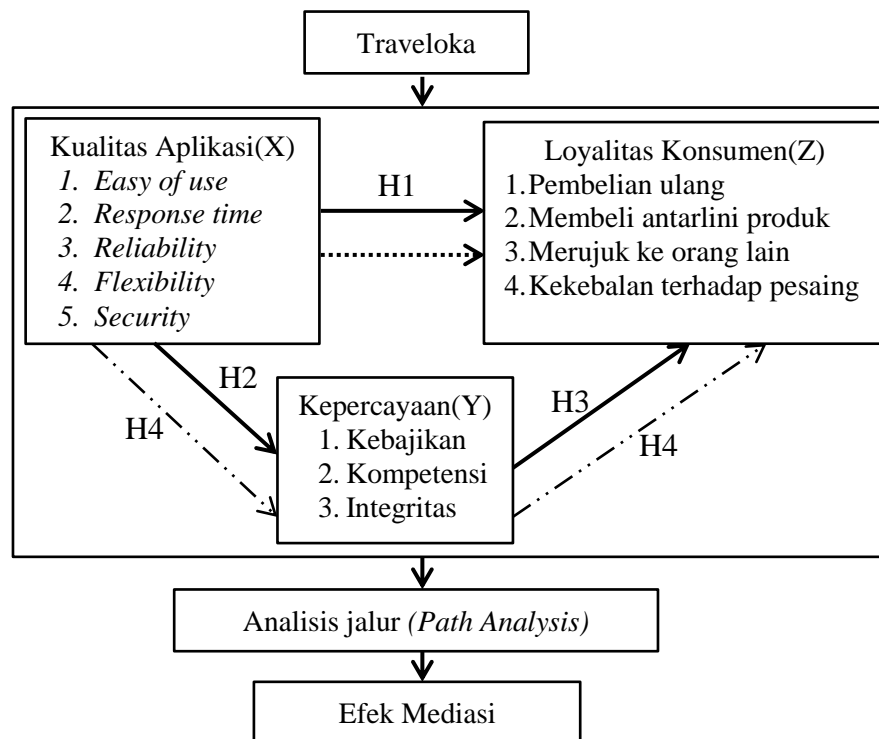 Traveloka
Kualitas Aplikasi(X)
1. Easy of use
2. Response time
3. Reliability
4. Flexibility
5. Security
H1
Loyalitas Konsumen(Z)
1.Pembelian ulang
2.Membeli antarlini produk
3.Merujuk ke orang lain
4.Kekebalan terhadap pesaing
H2
H4
Kepercayaan(Y)
1. Kebajikan
2. Kompetensi
3. Integritas
H3
H4
Analisis jalur (Path Analysis)
Efek Mediasi